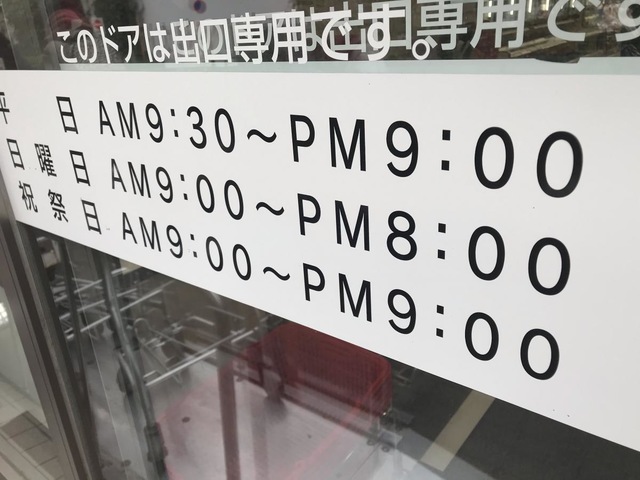 このドアは出口専用です。
平日 AM9:30～PM9:00
日曜日 AM9:00～PM8:00
祝祭日 AM9:00～PM9:00